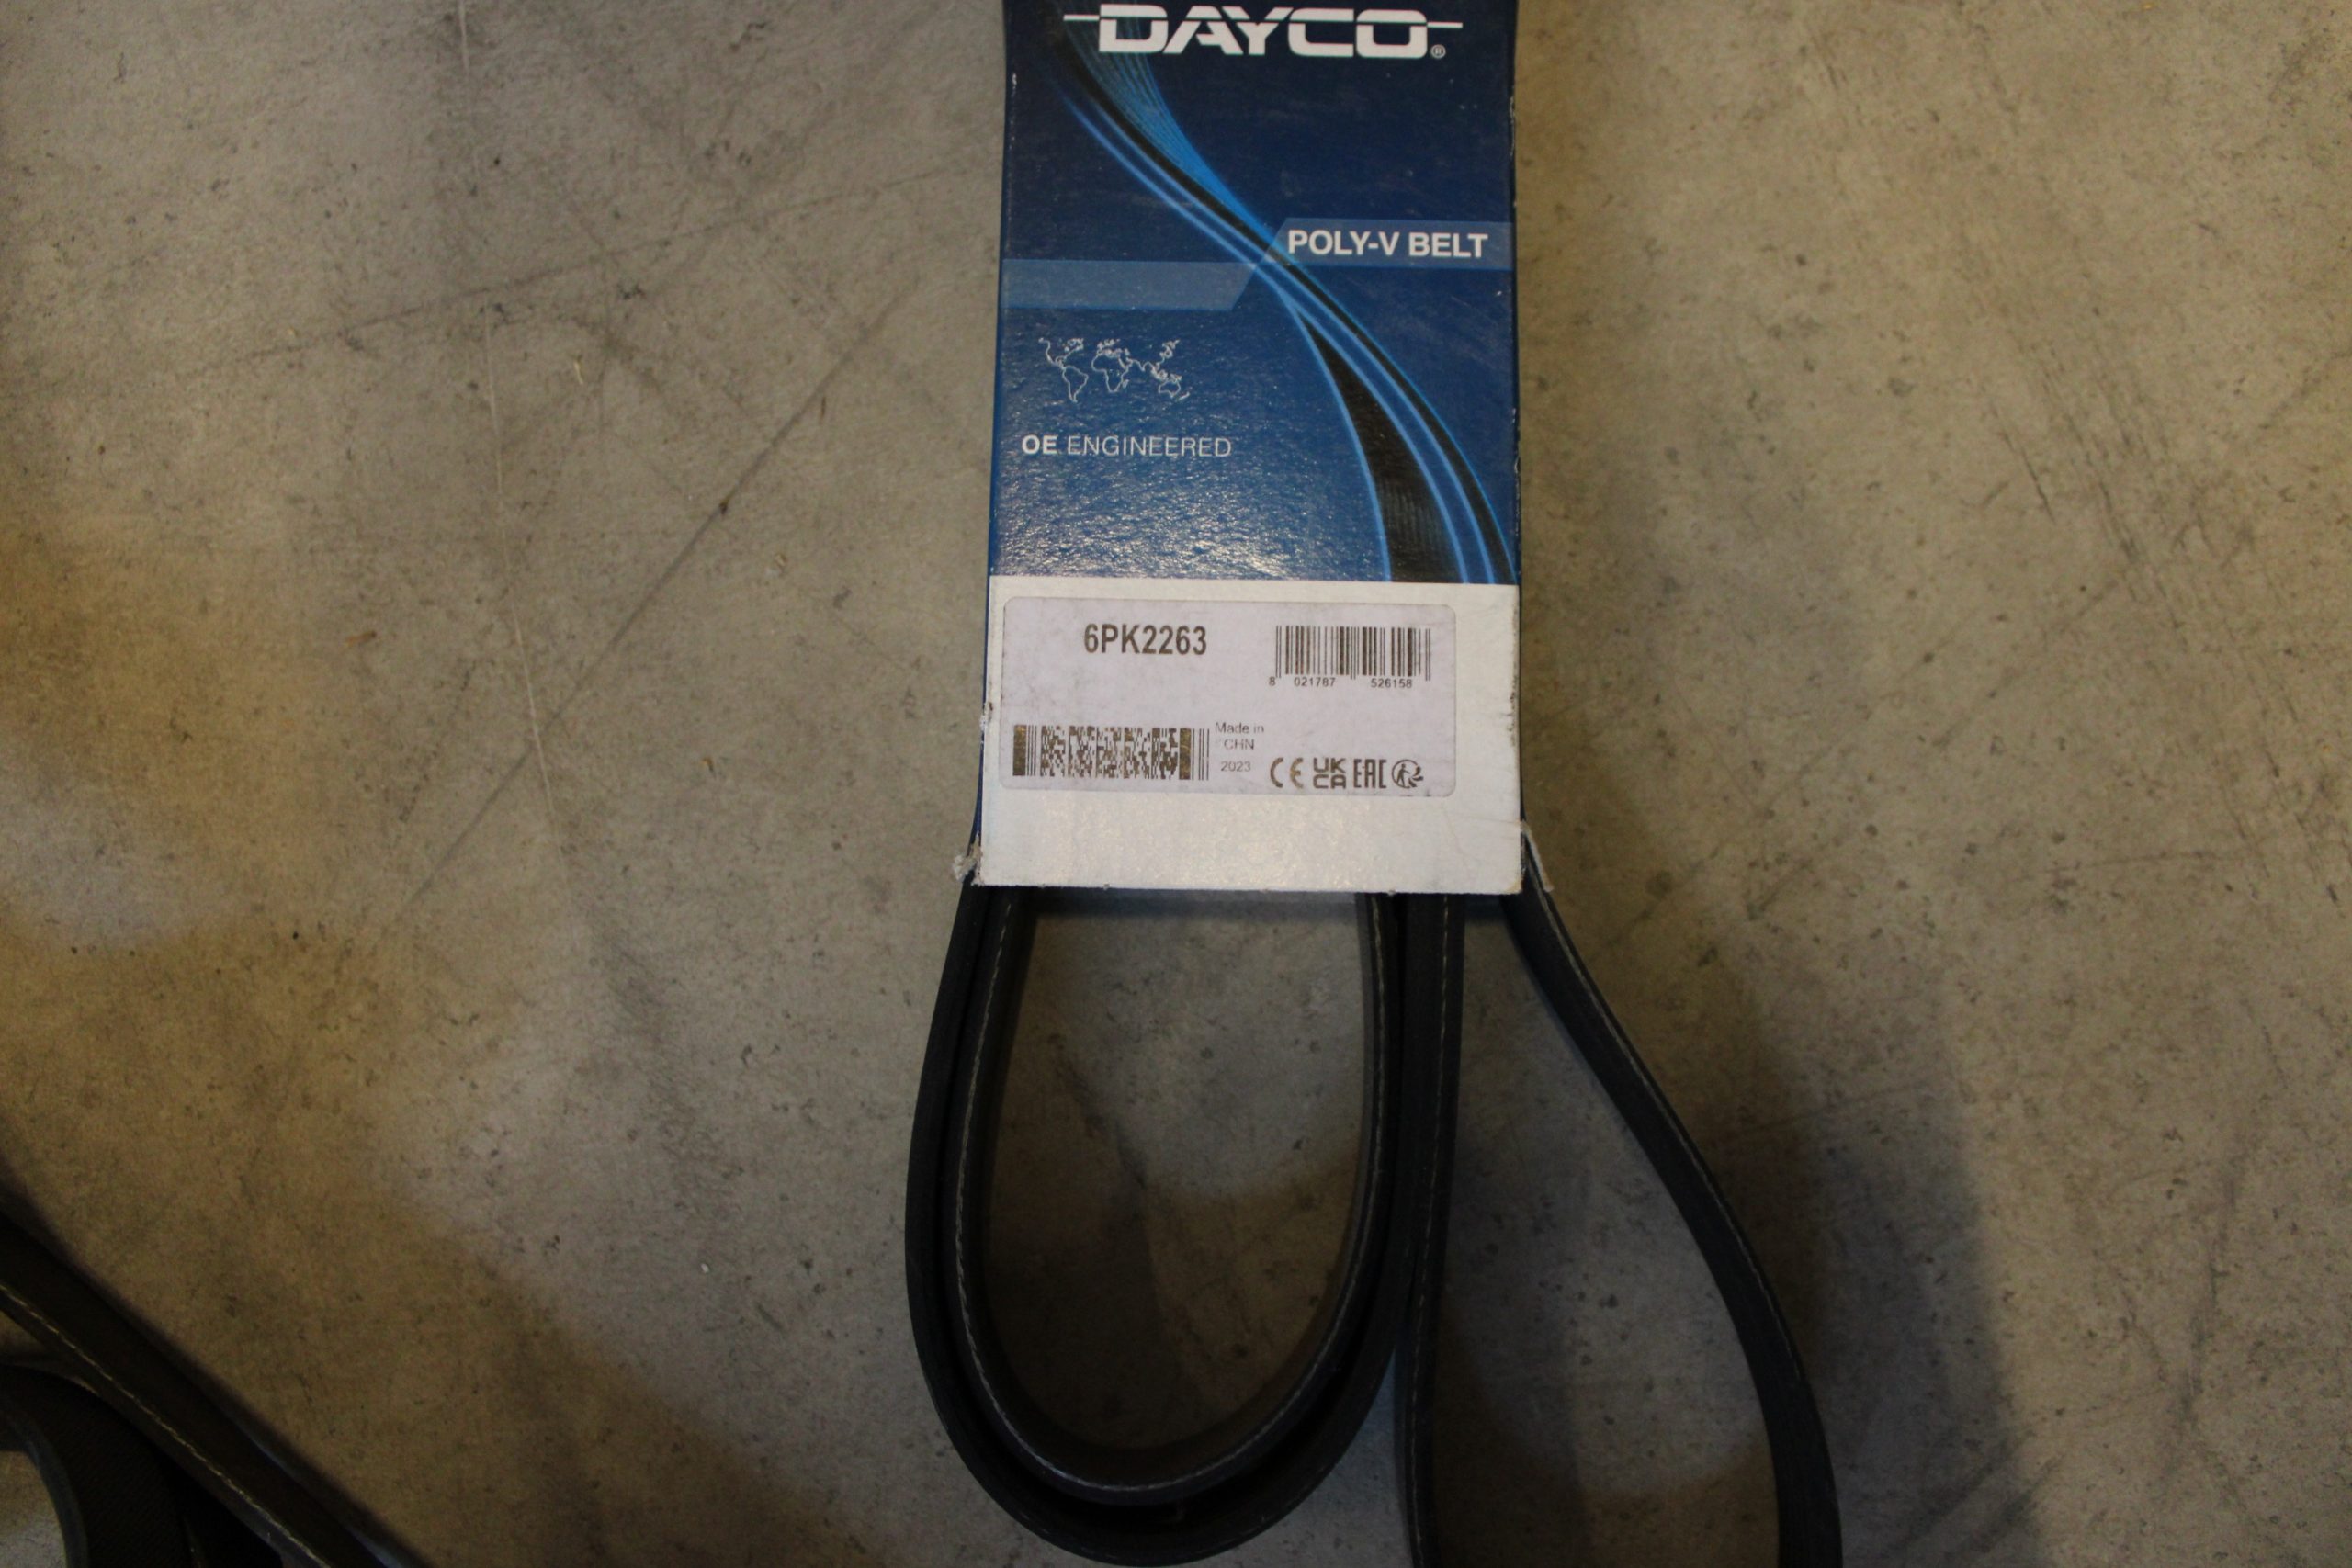 DAYCO®
POLY-V BELT
OE ENGINEERED
6PK2263
8 021787 526158
Made in
CHN
2023
CE UK CA EAC